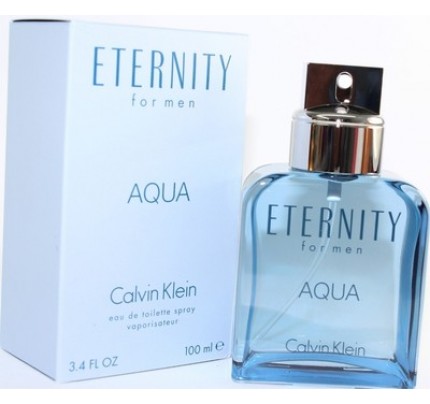 ETERNITY
for men
AQUA
Calvin Klein
eau de toilette spray
vaporisateur
3.4 FL OZ
100 ml e
ETERNITY
for men
AQUA
Calvin Klein